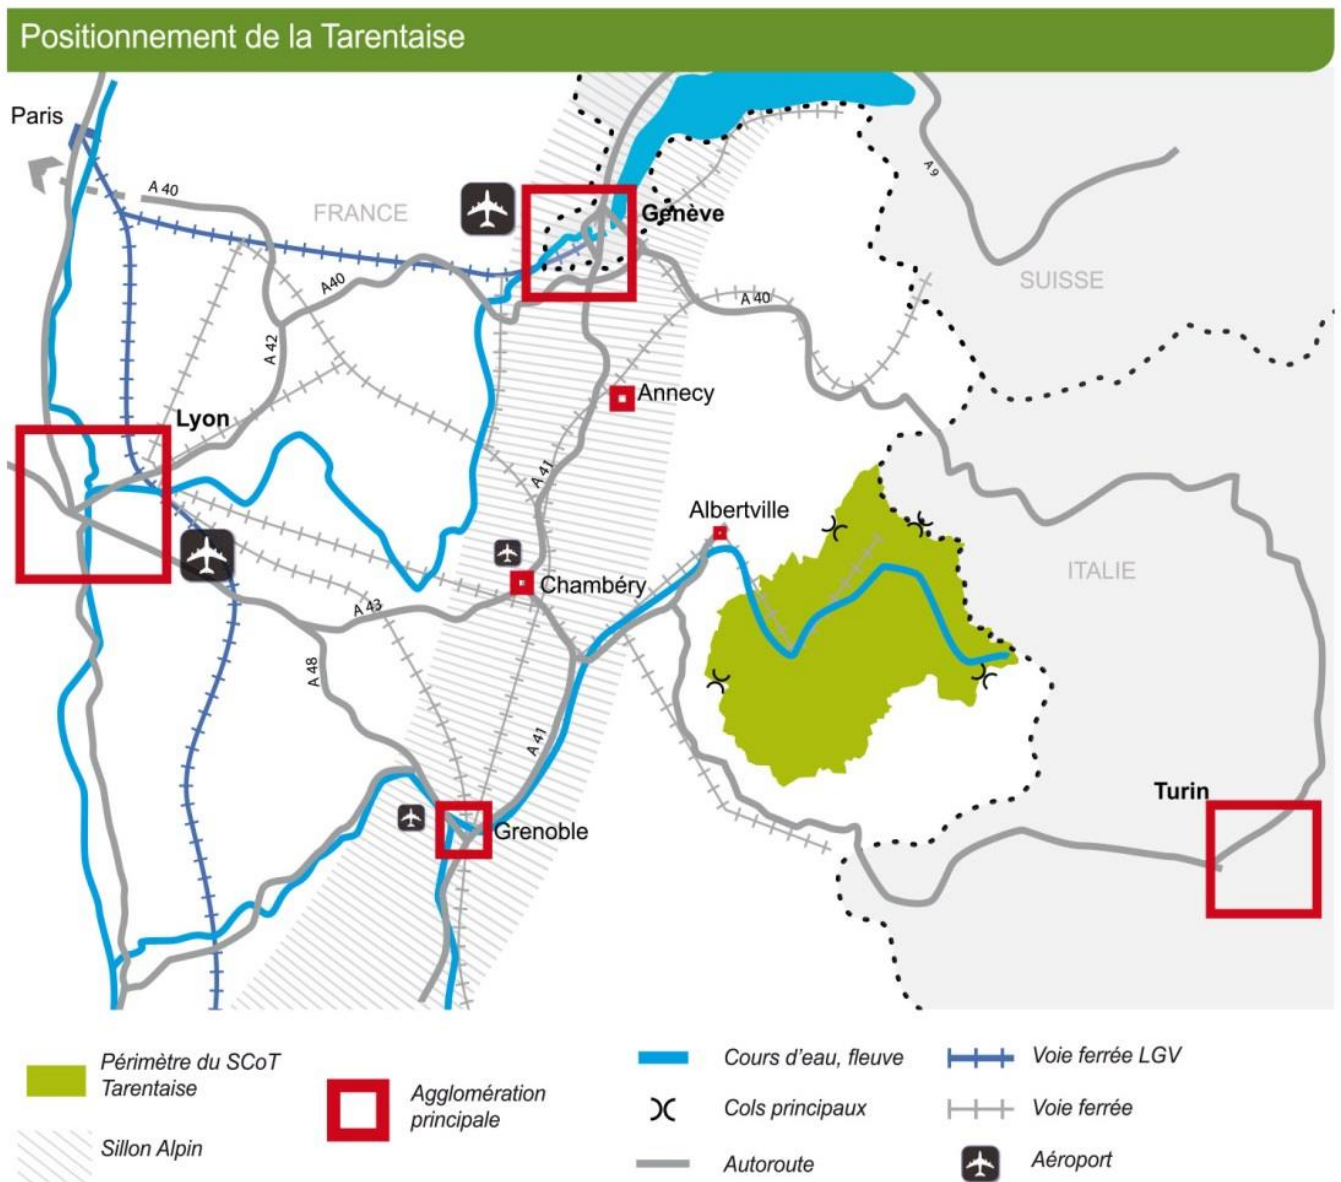 Positionnement de la Tarentaise
Paris
A 40
FRANCE
Genève
A 9
SUISSE
A40
A 40
A 42
Annecy
Lyon
A 41
Albertville
Chambéry
ITALIE
A 43
A 48
A 41
Turin
Grenoble
Périmètre du SCoT
Tarentaise
Sillon Alpin
Agglomération
principale
Cours d'eau, fleuve
Cols principaux
Autoroute
Voie ferrée LGV
Voie ferrée
Aéroport